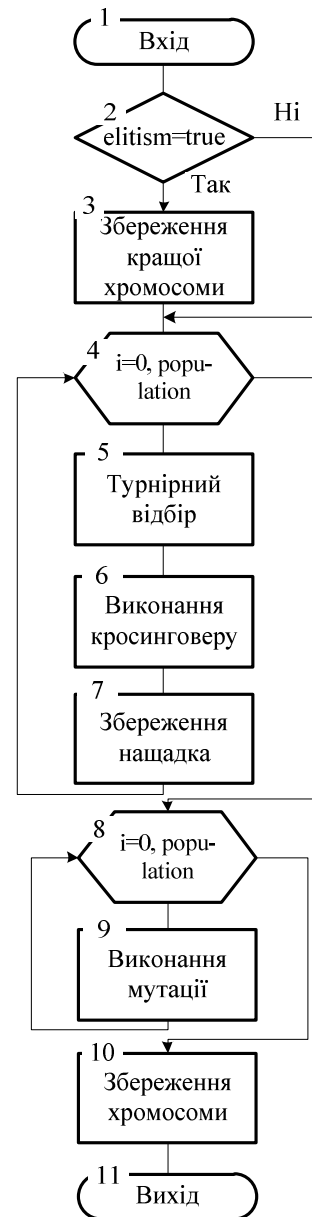 1
Вхід
2
elitism=true
Ні
Так
3
Збереження
кращої
хромосоми
4
i=0, popu-
lation
5
Турнірний
відбір
6
Виконання
кросинговеру
7
Збереження
нащадка
8
i=0, popu-
lation
9
Виконання
мутації
10
Збереження
хромосоми
11
Вихід